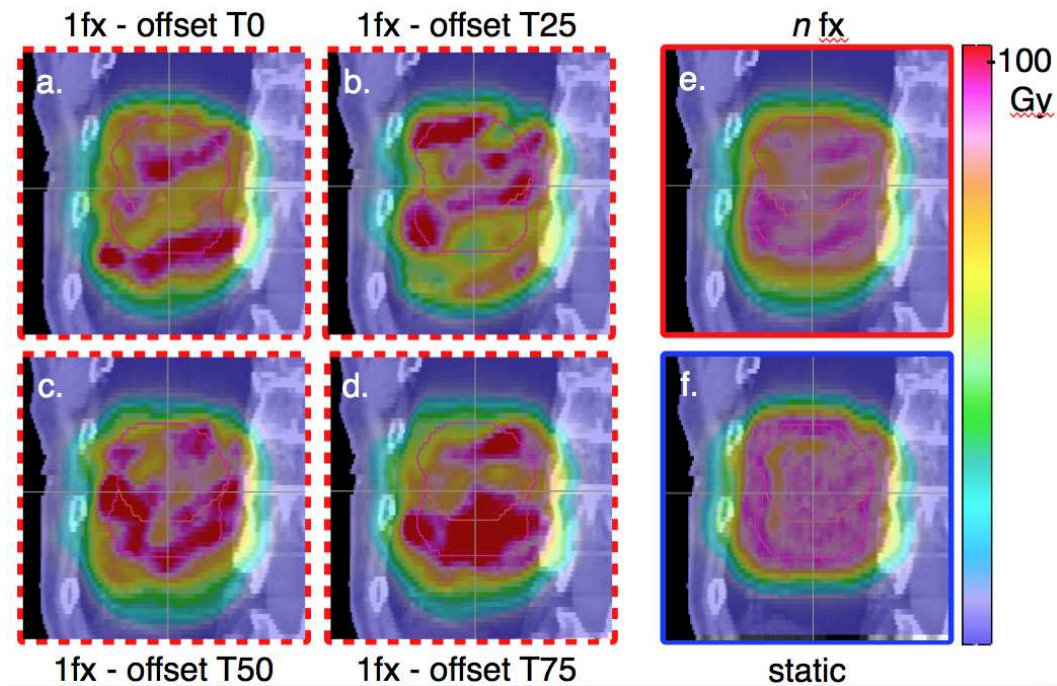 1fx - offset T0
1fx - offset T25
n fx
a.
b.
e.
100
Gy
c.
d.
f.
1fx - offset T50
1fx - offset T75
static